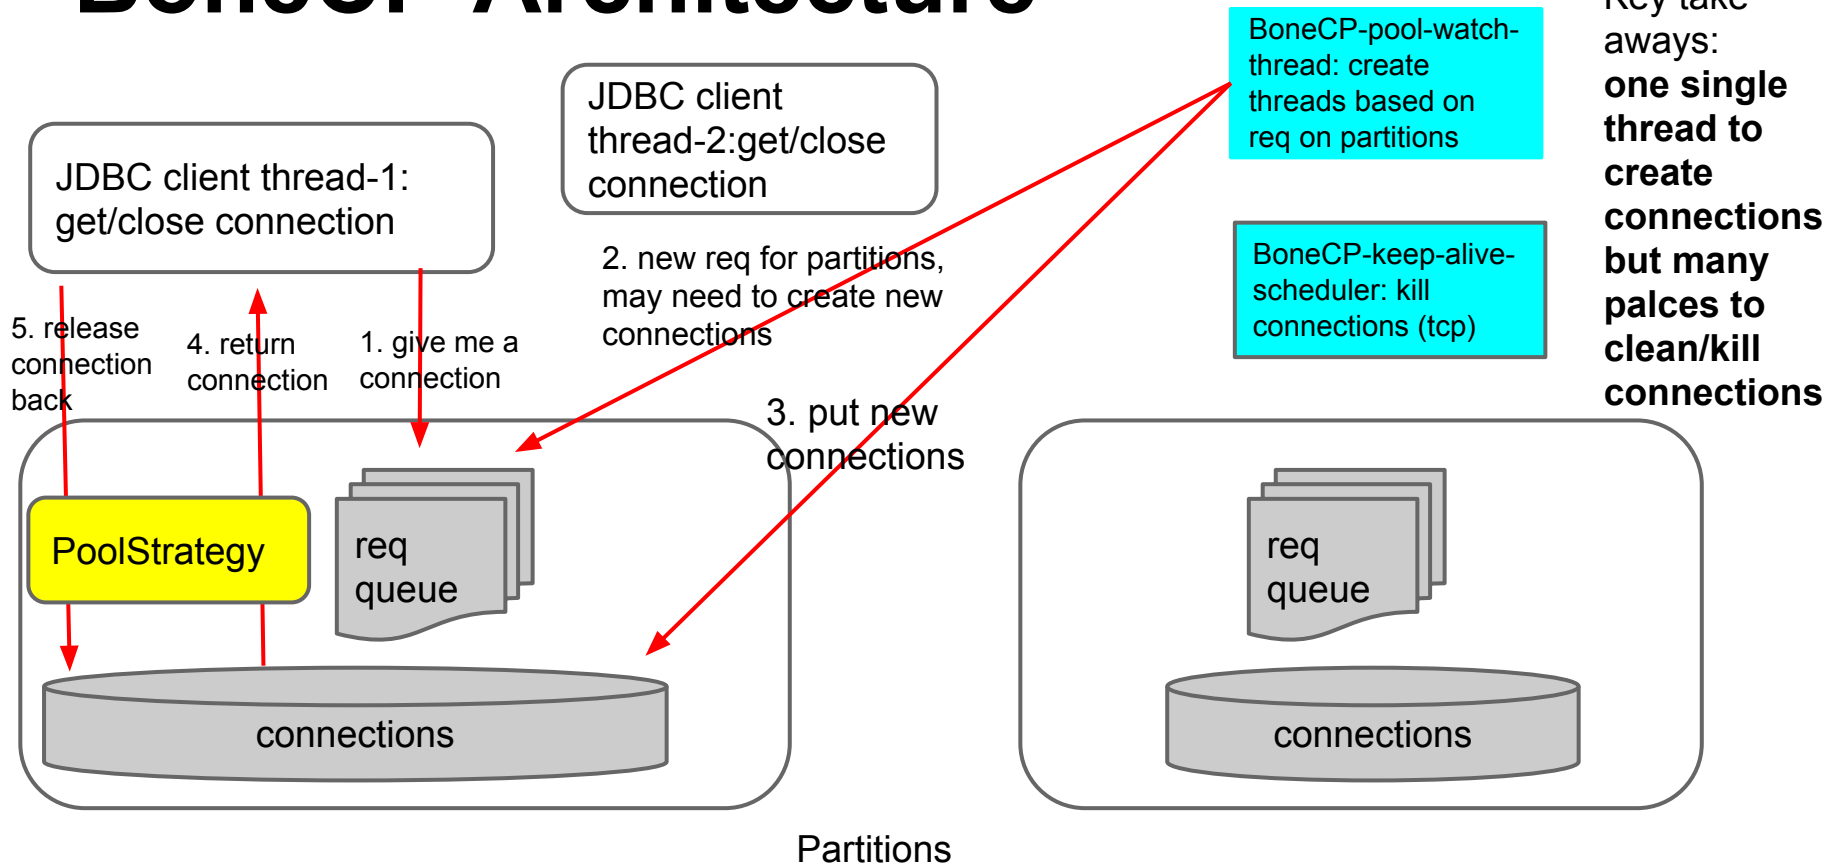 BoneCP Architecture
BoneCP-pool-watch-
thread: create
threads based on
req on partitions
Key take
aways:
one single
thread to
create
connections
but many
palces to
clean/kill
connections
JDBC client
thread-2:get/close
connection
JDBC client thread-1:
get/close connection
2. new req for partitions,
may need to create new
connections
BoneCP-keep-alive-
scheduler: kill
connections (tcp)
5. release
connection
back
4. return
connection
1. give me a
connection
3. put new
connections
PoolStrategy
req
queue
connections
req
queue
connections
Partitions